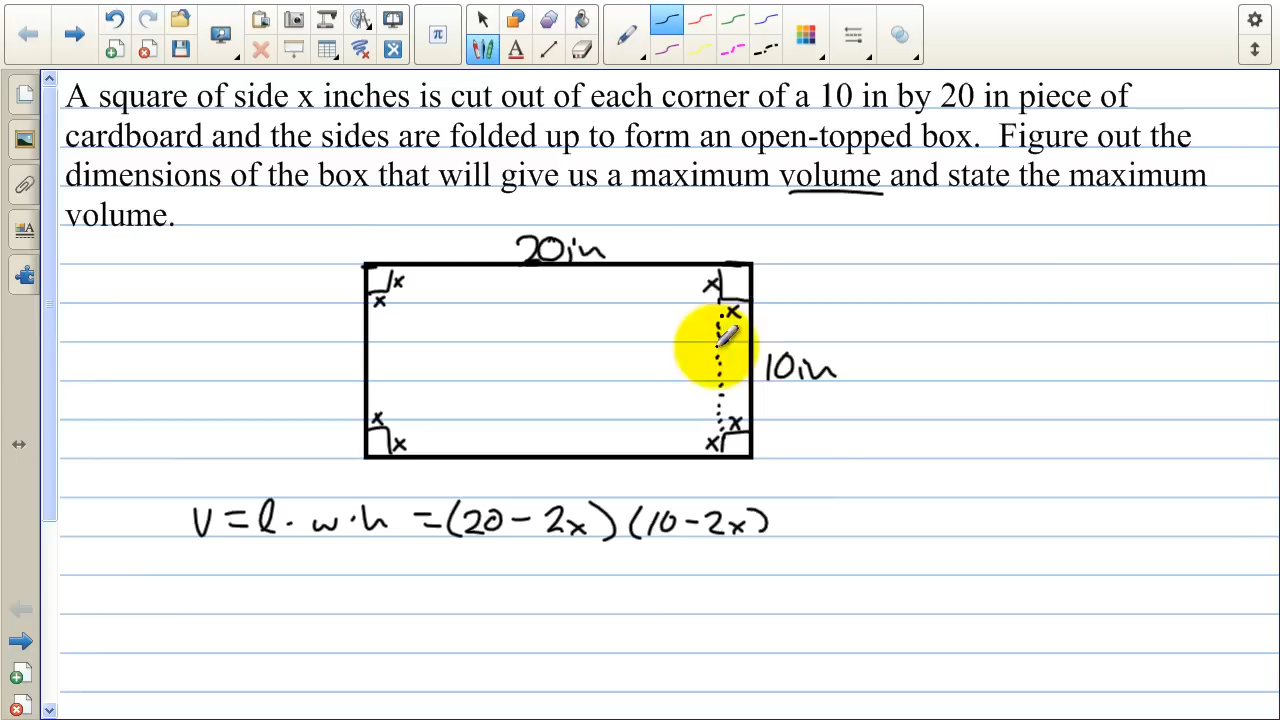 A square of side x inches is cut out of each corner of a 10 in by 20 in piece of
cardboard and the sides are folded up to form an open-topped box. Figure out the
dimensions of the box that will give us a maximum volume and state the maximum
volume.
20in
x x
x x
10in
x x
x x
V = l · w · h = (20 - 2x) (10 - 2x)
π
A
A